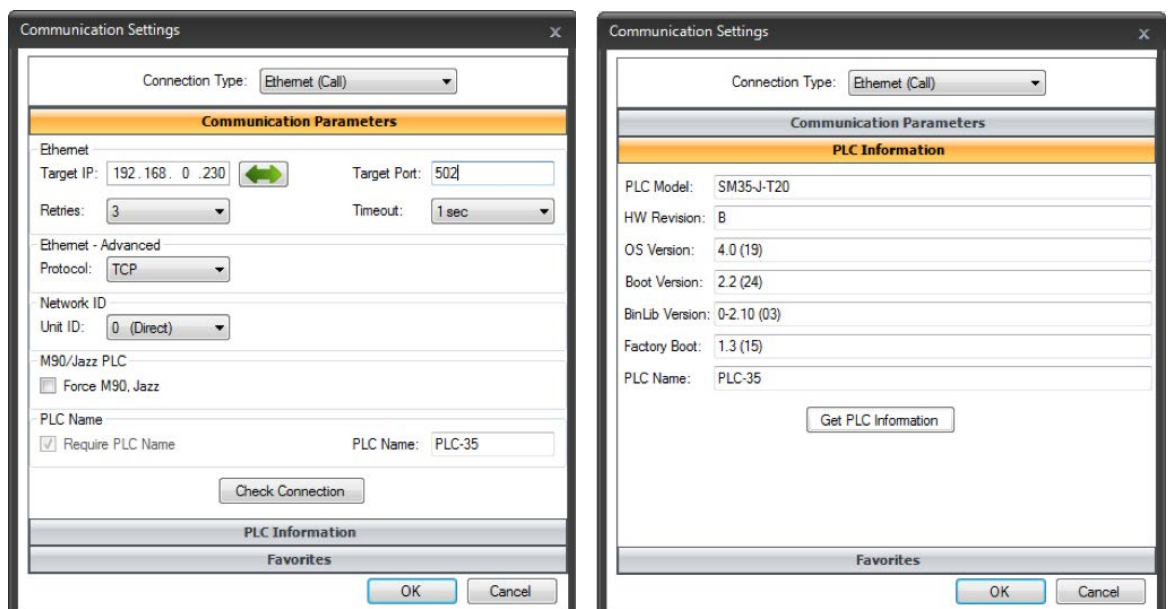 Communication Settings
x
Connection Type: Ethernet (Call)
Communication Parameters
Ethernet
Target IP: 192.168. 0 .230 Target Port: 502
Retries: 3 Timeout: 1 sec
Ethernet - Advanced
Protocol: TCP
Network ID
Unit ID: 0 (Direct)
M90/Jazz PLC
Force M90, Jazz
PLC Name
Require PLC Name PLC Name: PLC-35
Check Connection
PLC Information
Favorites
OK Cancel
Communication Settings
x
Connection Type: Ethernet (Call)
Communication Parameters
PLC Information
PLC Model: SM35-J-T20
HW Revision: B
OS Version: 4.0 (19)
Boot Version: 2.2 (24)
BinLib Version: 0-2.10 (03)
Factory Boot: 1.3 (15)
PLC Name: PLC-35
Get PLC Information
Favorites
OK Cancel